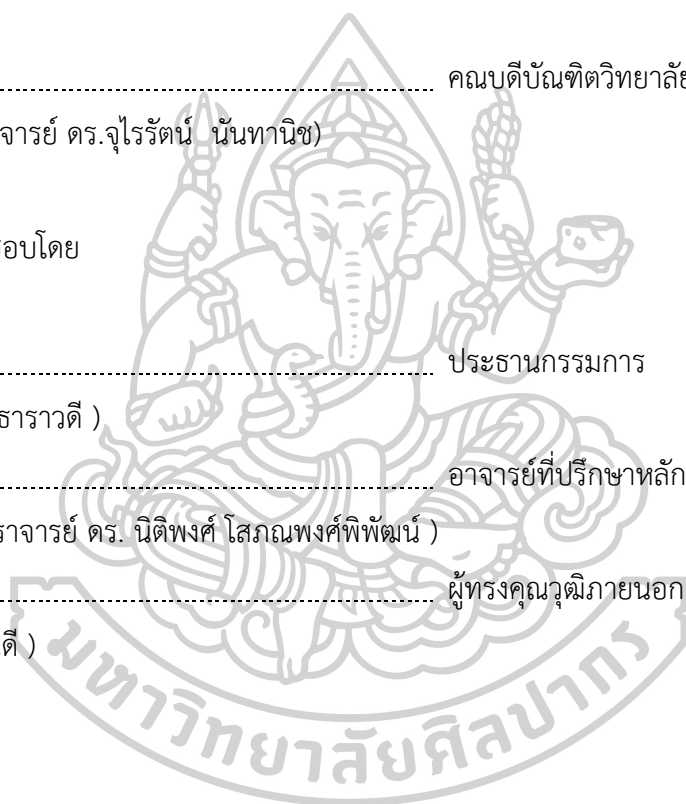 คณบดีบัณฑิตวิทยาลัย
จารย์ ดร.จุไรรัตน์ นันทานิช)
อบโดย
ประธานกรรมการ
ธาราวดี )
อาจารย์ที่ปรึกษาหลัก
ราจารย์ ดร. นิติพงศ์ โสภณพงศ์พิพัฒน์ )
ผู้ทรงคุณวุฒิภายนอก
ดี )
มหาวิทยาลัยศิลปากร